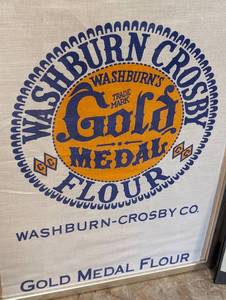 WASHBURN CROSBY
WASHBURN'S
TRADE
MARK
Gold
MEDAL
FLOUR
WASHBURN-CROSBY CO.
GOLD MEDAL FLOUR